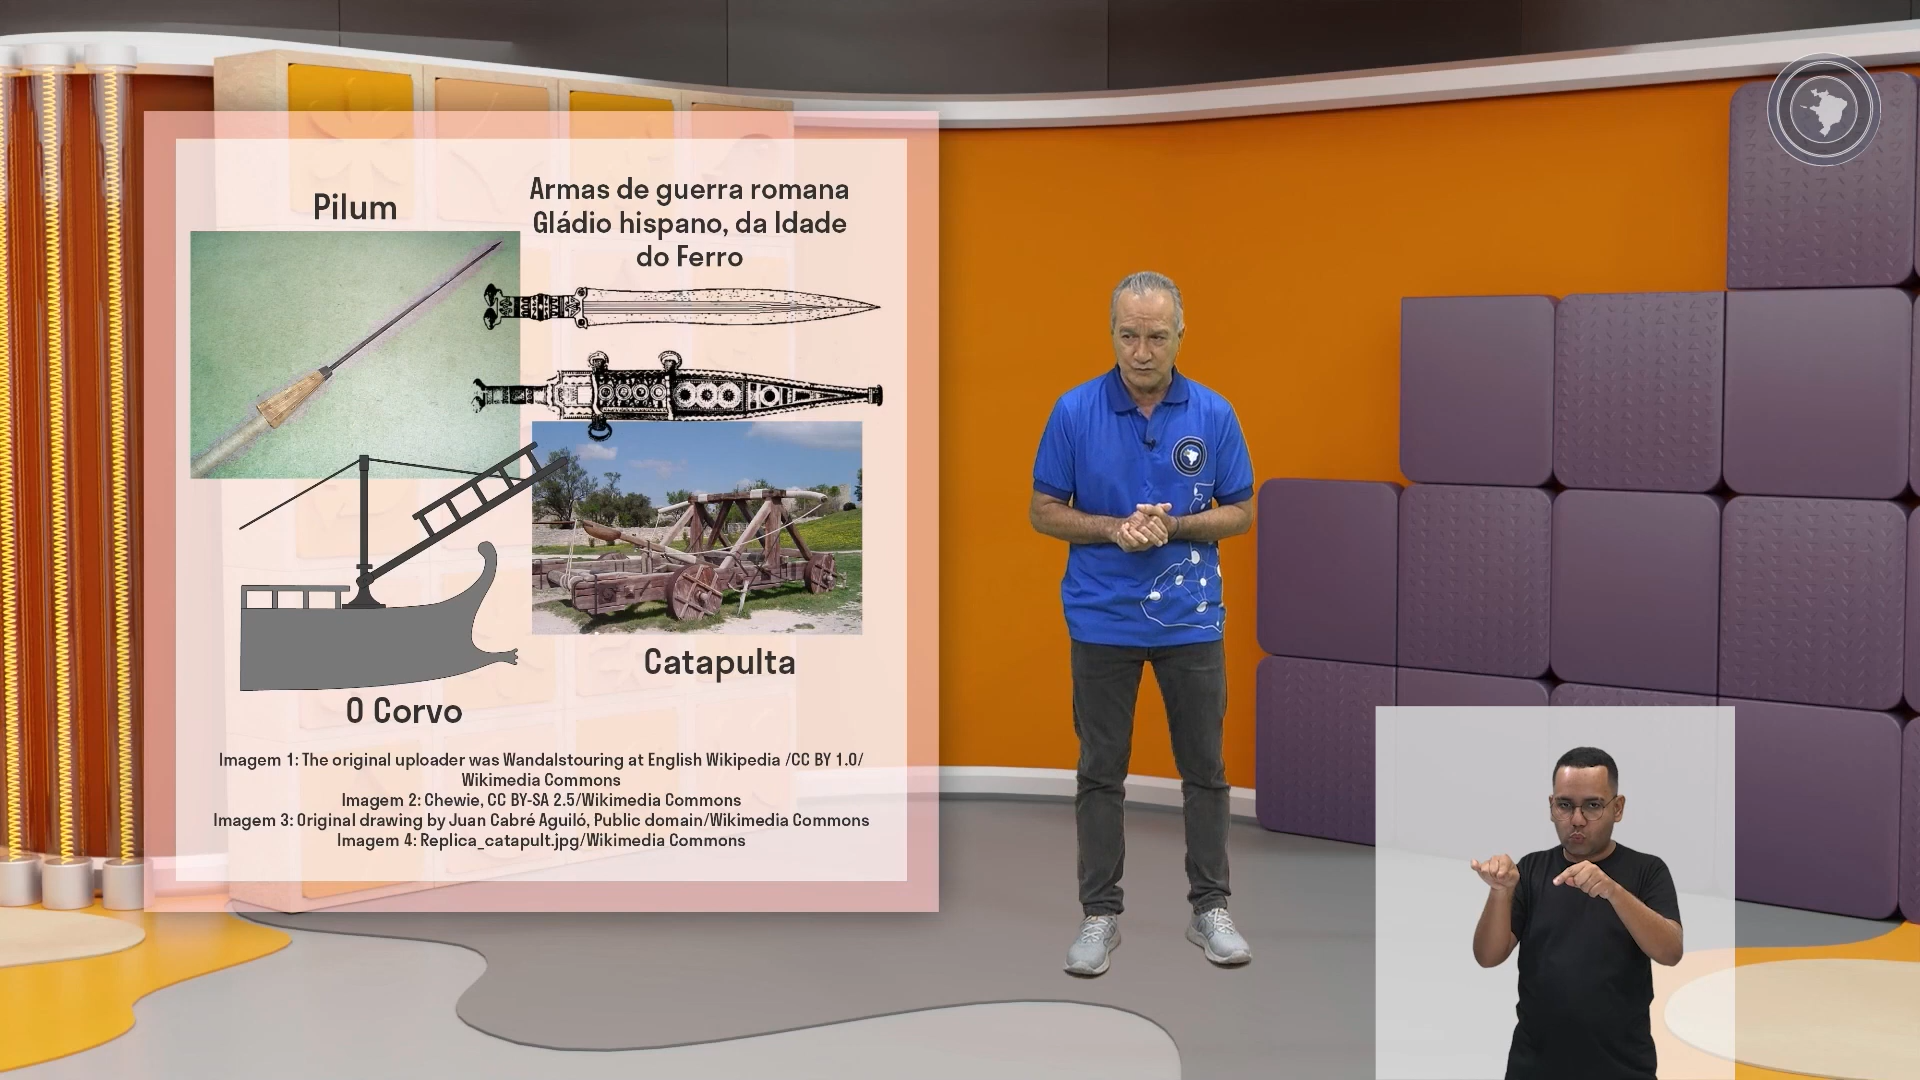 Pilum
Armas de guerra romana
Gládio hispano, da Idade
do Ferro
Catapulta
O Corvo
Imagem 1: The original uploader was Wandalstouring at English Wikipedia /CC BY 1.0/
Wikimedia Commons
Imagem 2: Chewie, CC BY-SA 2.5/Wikimedia Commons
Imagem 3: Original drawing by Juan Cabré Aguiló, Public domain/Wikimedia Commons
Imagem 4: Replica_catapult.jpg/Wikimedia Commons